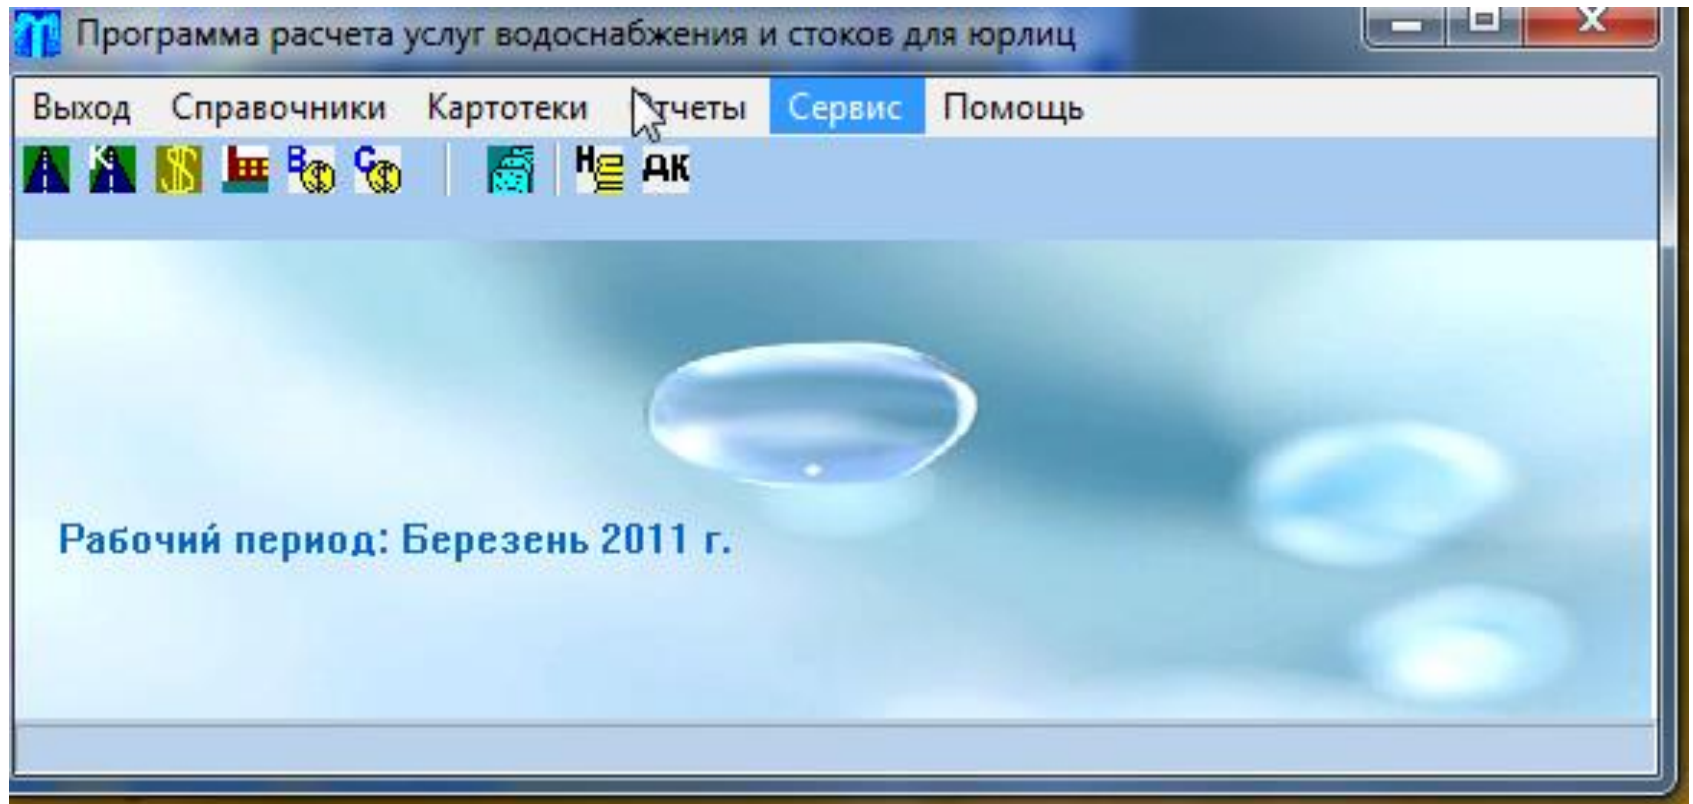 Программа расчета услуг водоснабжения и стоков для юрлиц
Выход Справочники Картотеки Отчеты Сервис Помощь
К $ В С Н ДК
Рабочий период: Березень 2011 г.